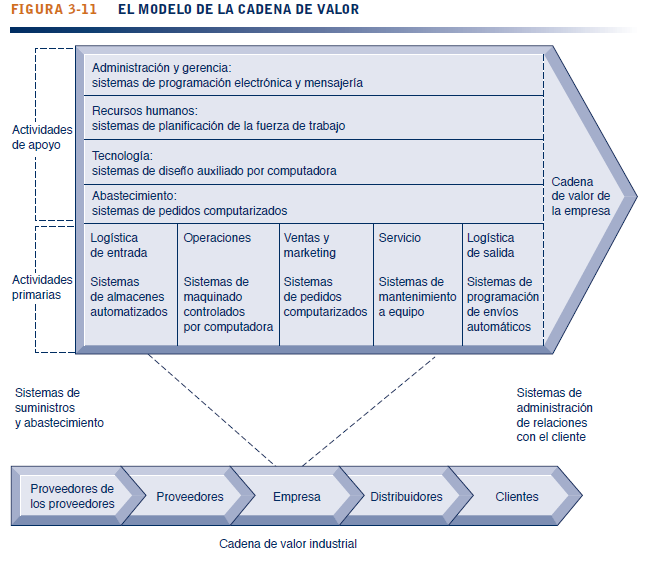 FIGURA 3-11 EL MODELO DE LA CADENA DE VALOR
Actividades
de apoyo
Administración y gerencia:
sistemas de programación electrónica y mensajería
Recursos humanos:
sistemas de planificación de la fuerza de trabajo
Tecnología:
sistemas de diseño auxiliado por computadora
Abastecimiento:
sistemas de pedidos computarizados
Cadena
de valor de
la empresa
Actividades
primarias
Logística
de entrada
Sistemas
de almacenes
automatizados
Operaciones
Sistemas de
maquinado
controlados
por computadora
Ventas y
marketing
Sistemas
de pedidos
computarizados
Servicio
Sistemas de
mantenimiento
a equipo
Logística
de salida
Sistemas de
programación
de envíos
automáticos
Sistemas de
suministros
y abastecimiento
Sistemas de
administración
de relaciones
con el cliente
Proveedores de
los proveedores
Proveedores
Empresa
Distribuidores
Clientes
Cadena de valor industrial